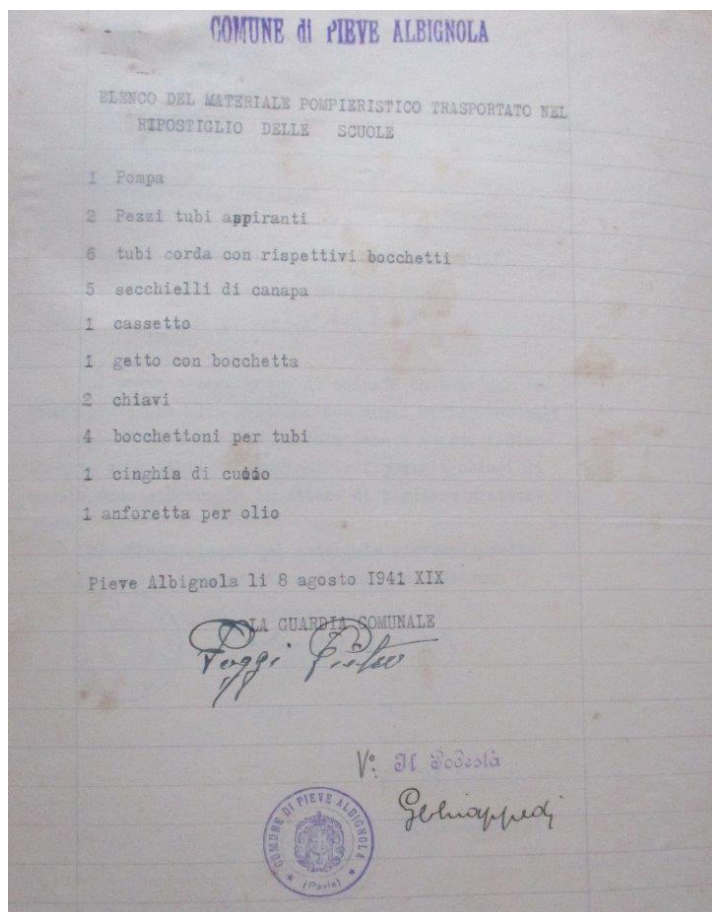 COMUNE di PIEVE ALBIGNOLA
ELENCO DEL MATERIALE POMPIERISTICO TRASPORTATO NEL
RIPOSTIGLIO DELLE SCUOLE
1 Pompa
2 Pezzi tubi aspiranti
6 tubi corda con rispettivi bocchetti
5 secchielli di canapa
1 cassetto
1 getto con bocchetta
2 chiavi
4 bocchettoni per tubi
1 cinghia di cuoio
1 anforetta per olio
Pieve Albignola li 8 agosto I941 XIX
LA GUARDIA COMUNALE
Poggi Pietro
V° Il Podestà
COMUNE DI PIEVE ALBIGNOLA
(Pavia)